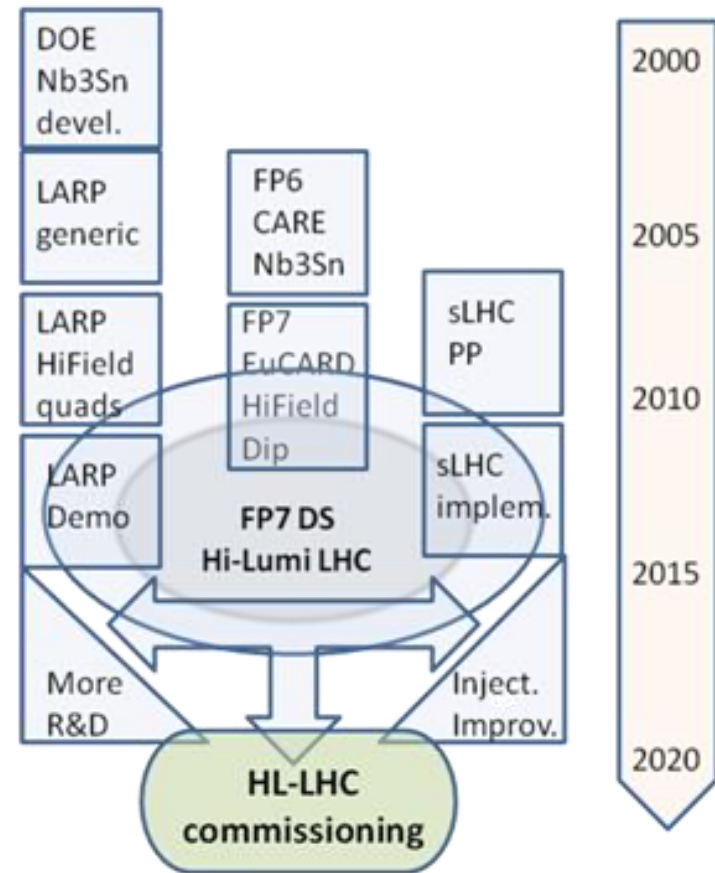 DOE
Nb3Sn
devel.
LARP
generic
LARP
HiField
quads
LARP
Demo
More
R&D
FP6
CARE
Nb3Sn
FP7
EuCARD
HiField
Dip
FP7 DS
Hi-Lumi LHC
sLHC
PP
sLHC
implem.
Inject.
Improv.
HL-LHC
commissioning
2000
2005
2010
2015
2020